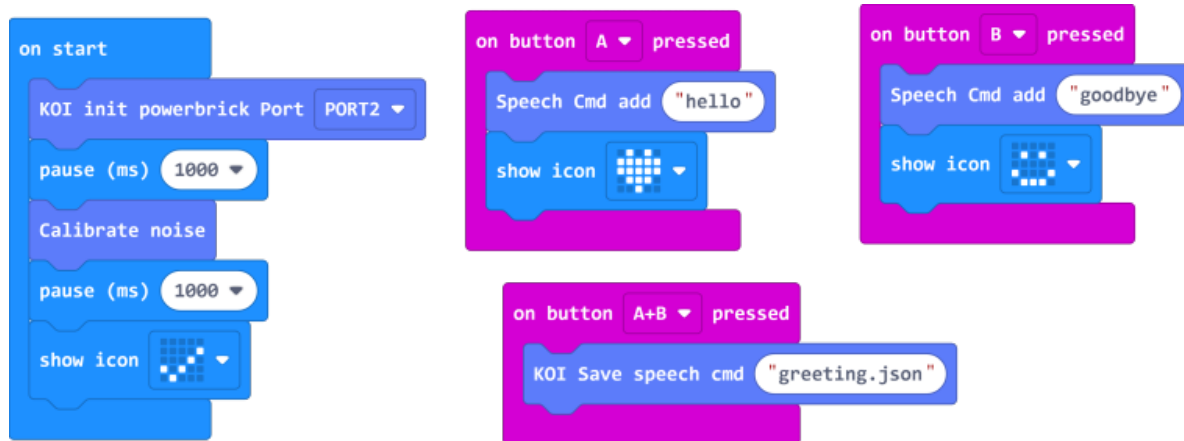 on start
KOI init powerbrick Port PORT2
pause (ms) 1000
Calibrate noise
pause (ms) 1000
show icon
on button A pressed
Speech Cmd add "hello"
show icon
on button B pressed
Speech Cmd add "goodbye"
show icon
on button A+B pressed
KOI Save speech cmd "greeting.json"